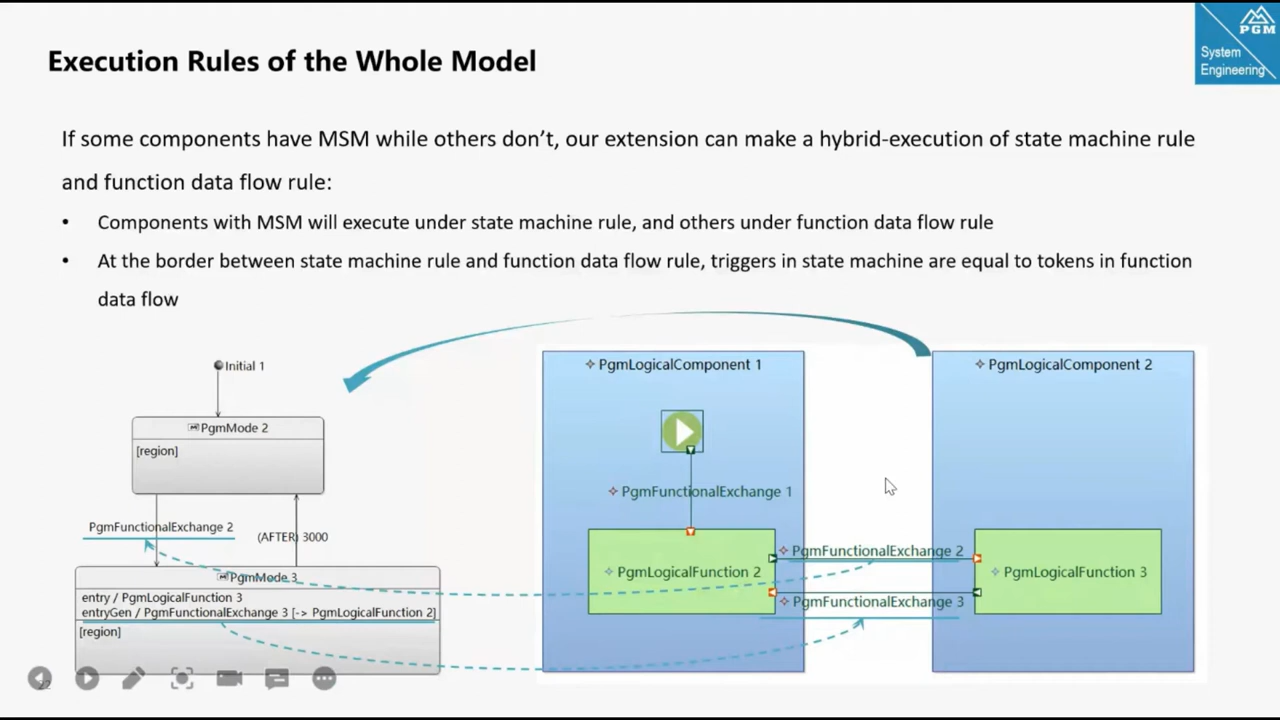 PGM
System
Engineering
Execution Rules of the Whole Model
If some components have MSM while others don't, our extension can make a hybrid-execution of state machine rule
and function data flow rule:
• Components with MSM will execute under state machine rule, and others under function data flow rule
• At the border between state machine rule and function data flow rule, triggers in state machine are equal to tokens in function
data flow
Initial 1
PgmMode 2
[region]
PgmFunctionalExchange 2
(AFTER) 3000
PgmMode 3
entry / PgmLogicalFunction 3
entryGen / PgmFunctionalExchange 3 [-> PgmLogicalFunction 2]
[region]
PgmLogicalComponent 1
PgmFunctionalExchange 1
PgmLogicalFunction 2
PgmFunctionalExchange 2
PgmFunctionalExchange 3
PgmLogicalComponent 2
PgmLogicalFunction 3
22